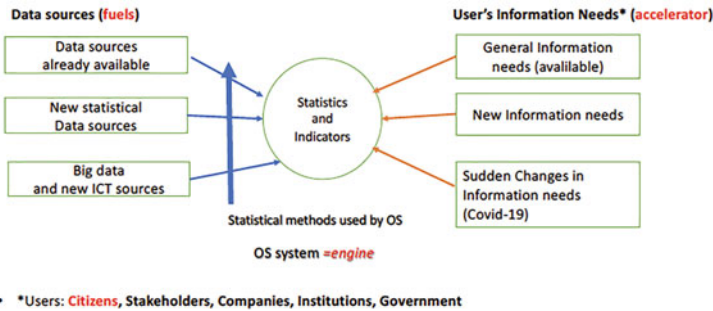 Data sources (fuels)
User's Information Needs* (accelerator)
Data sources
already available
New statistical
Data sources
Big data
and new ICT sources
Statistics
and
Indicators
General Information
needs (avalilable)
New Information needs
Sudden Changes in
Information needs
(Covid-19)
Statistical methods used by OS
OS system =engine
• *Users: Citizens, Stakeholders, Companies, Institutions, Government